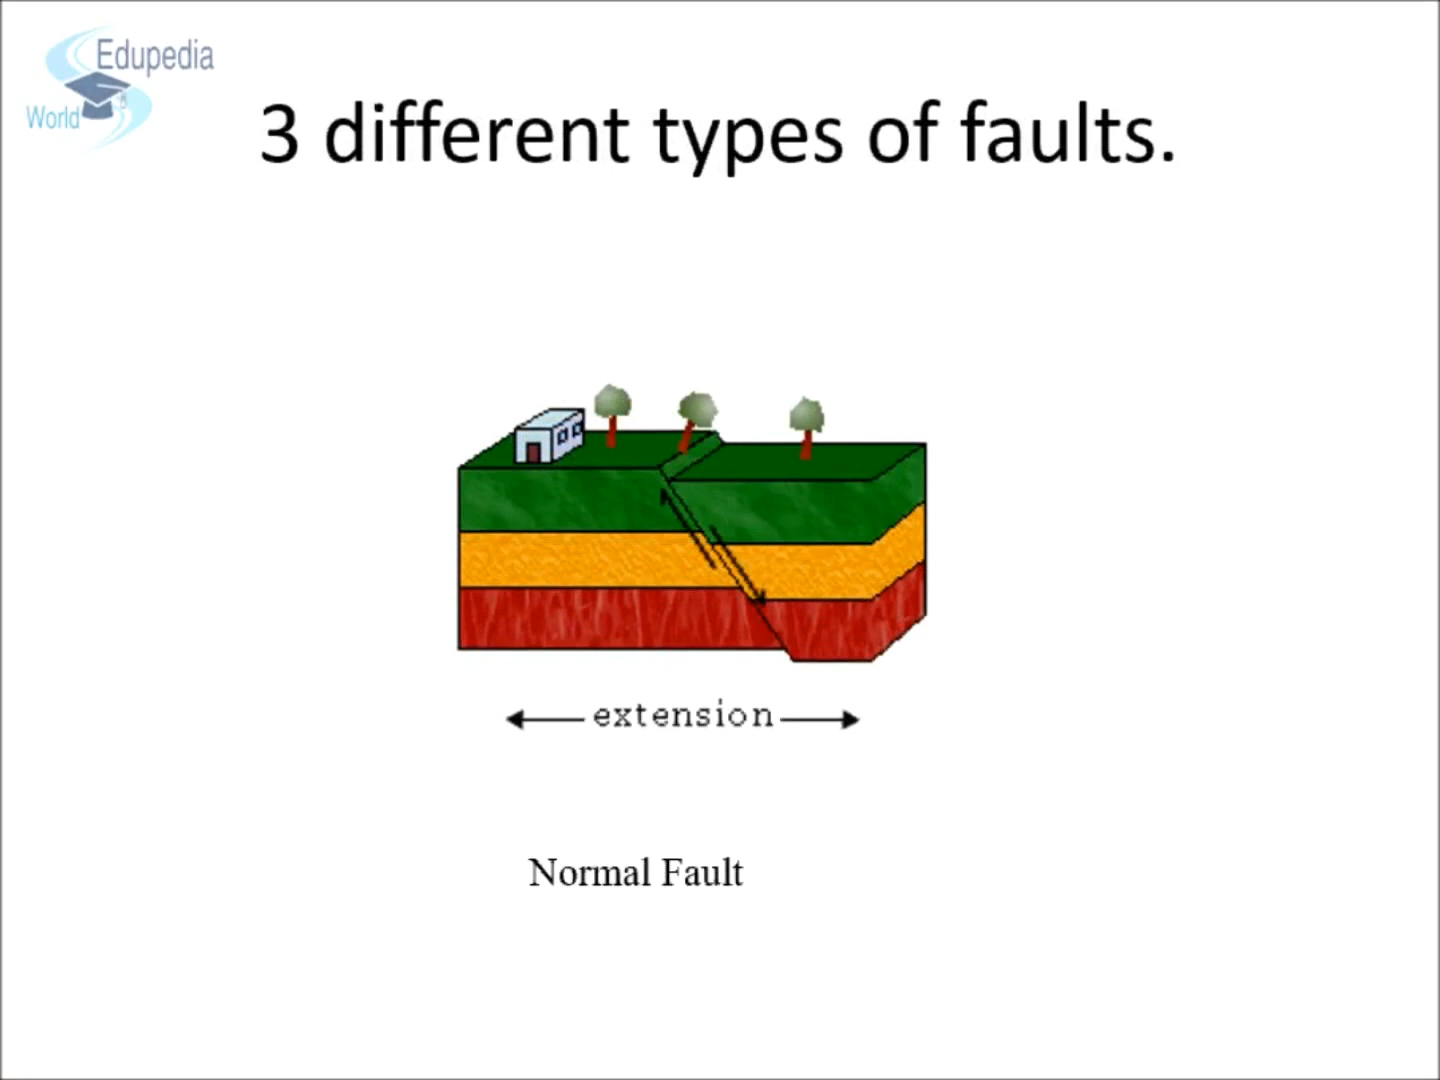 Edupedia
World
3 different types of faults.
extension
Normal Fault